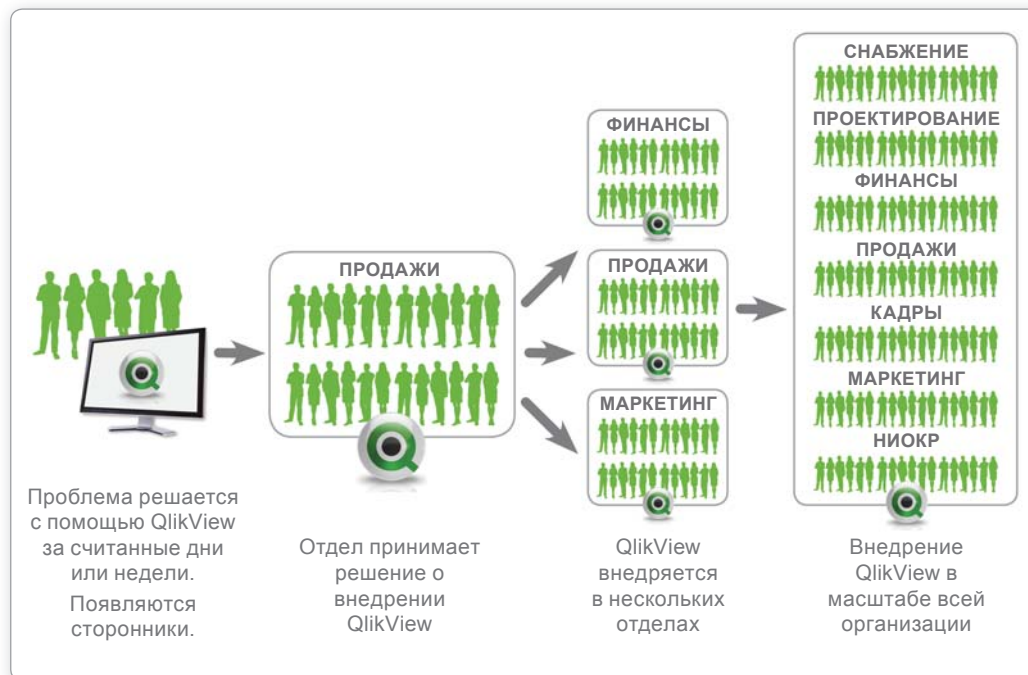 Проблема решается
с помощью QlikView
за считанные дни
или недели.
Появляются
сторонники.
ПРОДАЖИ
Отдел принимает
решение о
внедрении
QlikView
ФИНАНСЫ
ПРОДАЖИ
МАРКЕТИНГ
QlikView
внедряется
в нескольких
отделах
СНАБЖЕНИЕ
ПРОЕКТИРОВАНИЕ
ФИНАНСЫ
ПРОДАЖИ
КАДРЫ
МАРКЕТИНГ
НИОКР
Внедрение
QlikView в
масштабе всей
организации